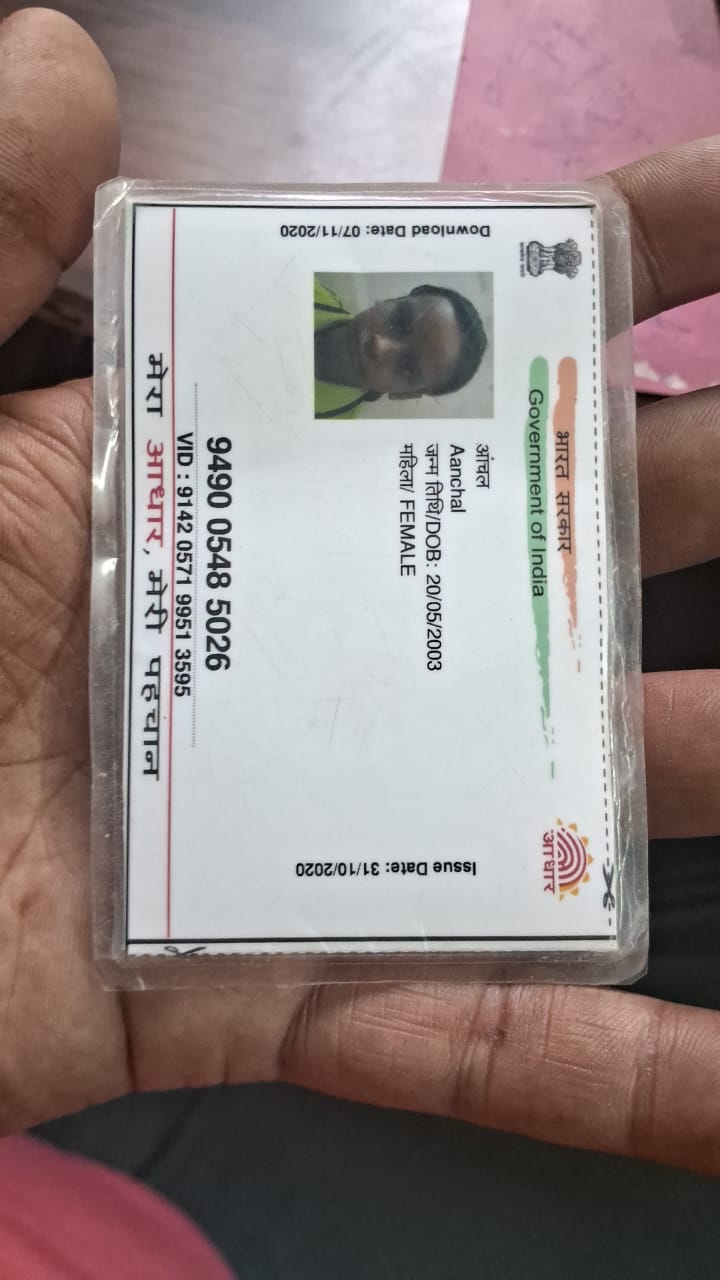 भारत सरकार
Government of India
Download Date: 07/11/2020
आंचल
Aanchal
जन्म तिथि/DOB: 20/05/2003
महिला/ FEMALE
Issue Date: 31/10/2020
आधार
9490 0548 5026
VID : 9142 0571 9951 3595
मेरा आधार, मेरी पहचान